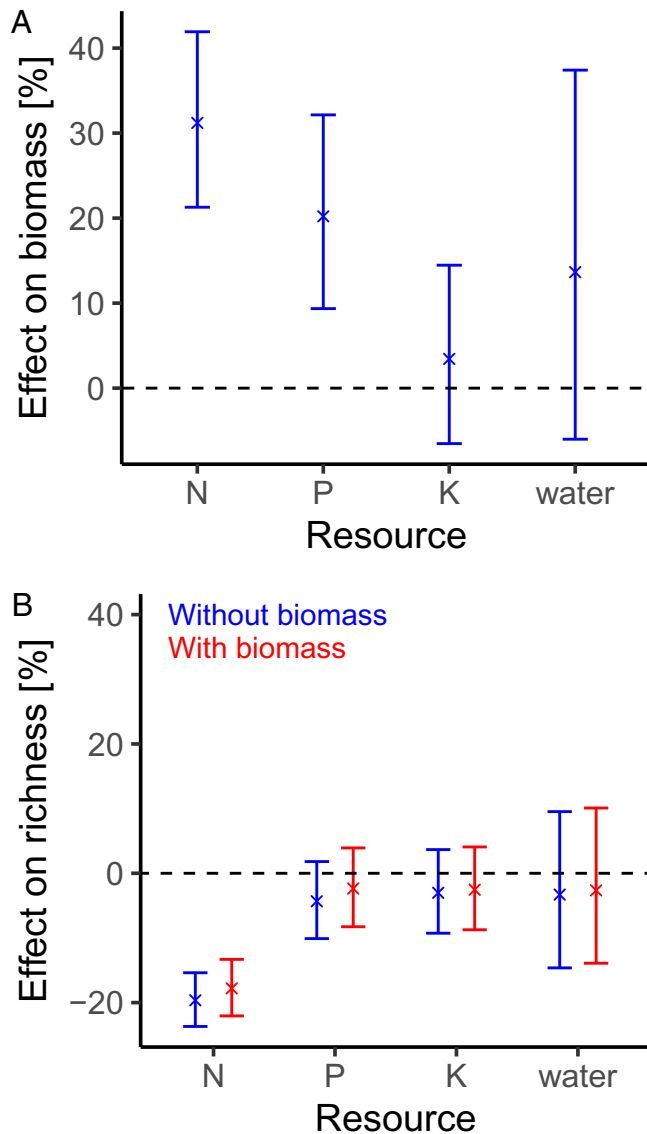 A
Effect on biomass [%]
40
30
20
10
0
N P K water
Resource
B
Effect on richness [%]
Without biomass
With biomass
40
20
0
−20
N P K water
Resource